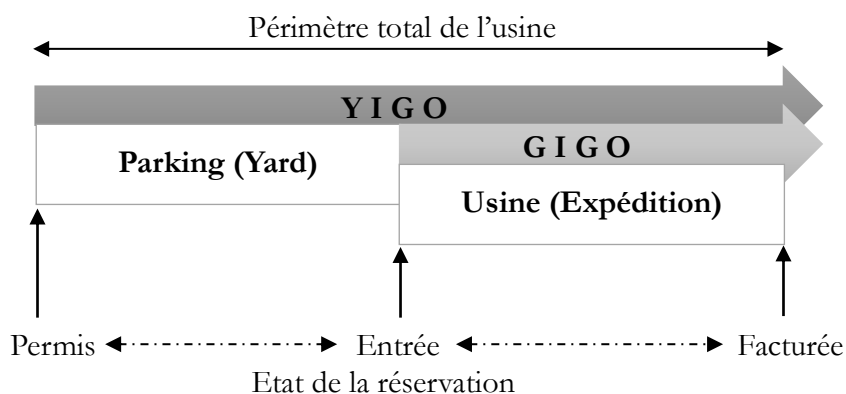 Périmètre total de l’usine
Y I G O
G I G O
Parking (Yard)
Usine (Expédition)
Permis Entrée Facturée
Etat de la réservation